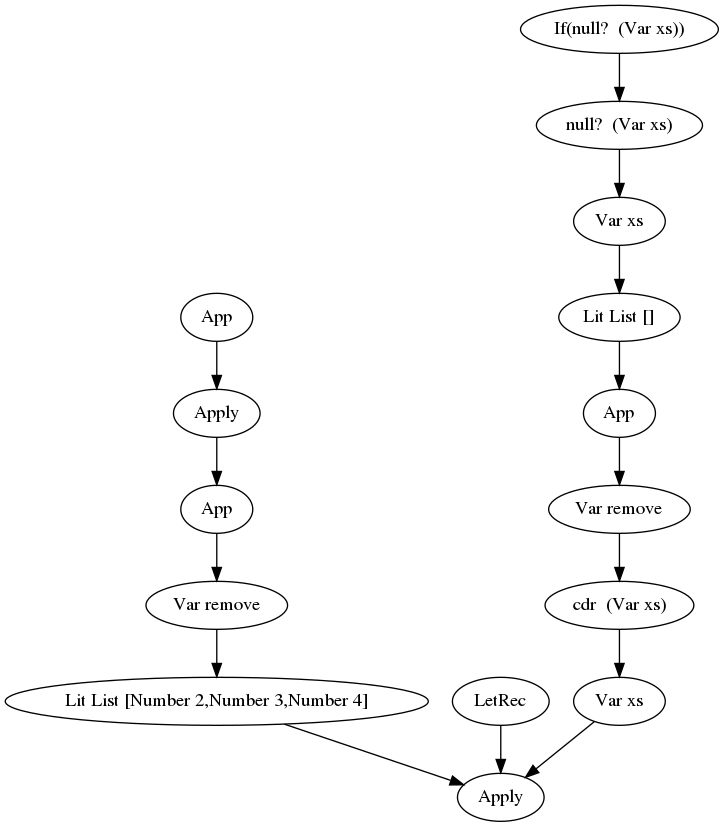 If(null?  (Var xs))
null?  (Var xs)
Var xs
Lit List []
App
App
Apply
Var remove
App
cdr  (Var xs)
Var remove
Var xs
Lit List [Number 2,Number 3,Number 4]
LetRec
Apply